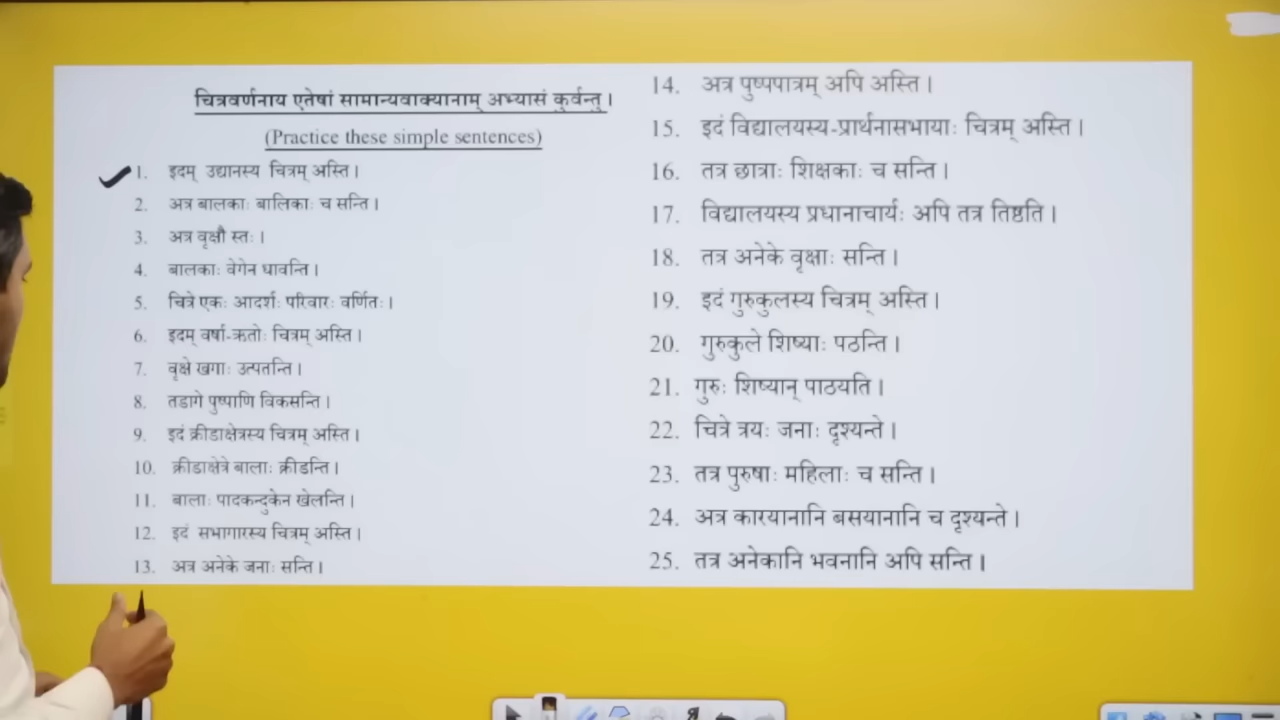 चित्रवर्णनाय एतेषां सामान्यवाक्यानाम् अभ्यासं कुर्वन्तु ।
(Practice these simple sentences)
1. इदम् उद्यानस्य चित्रम् अस्ति ।
2. अत्र बालकाः बालिकाः च सन्ति ।
3. अत्र वृक्षौ स्तः ।
4. बालकाः वेगेन धावन्ति ।
5. चित्रे एकः आदर्शः परिवारः वर्णितः ।
6. इदम् वर्षा-ऋतोः चित्रम् अस्ति ।
7. वृक्षे खगाः उत्पतन्ति ।
8. तडागे पुष्पाणि विकसन्ति ।
9. इदं क्रीडाक्षेत्रस्य चित्रम् अस्ति ।
10. क्रीडाक्षेत्रे बालाः क्रीडन्ति ।
11. बालाः पादकन्दुकेन खेलन्ति ।
12. इदं सभागारस्य चित्रम् अस्ति ।
13. अत्र अनेके जनाः सन्ति ।
14. अत्र पुष्पपात्रम् अपि अस्ति ।
15. इदं विद्यालयस्य-प्रार्थनासभायाः चित्रम् अस्ति ।
16. तत्र छात्राः शिक्षकाः च सन्ति ।
17. विद्यालयस्य प्रधानाचार्यः अपि तत्र तिष्ठति ।
18. तत्र अनेके वृक्षाः सन्ति ।
19. इदं गुरुकुलस्य चित्रम् अस्ति ।
20. गुरुकुले शिष्याः पठन्ति ।
21. गुरुः शिष्यान् पाठयति ।
22. चित्रे त्रयः जनाः दृश्यन्ते ।
23. तत्र पुरुषाः महिलाः च सन्ति ।
24. अत्र कारयानानि बसयानानि च दृश्यन्ते ।
25. तत्र अनेकानि भवनानि अपि सन्ति ।